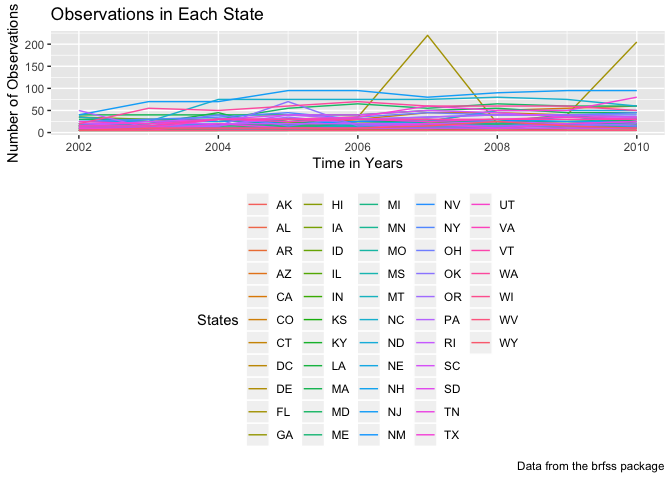 Observations in Each State
Number of Observations
200
150
100
50
0
2002 2004 2006 2008 2010
Time in Years
States
AK HI MI NV UT
AL IA MN NY VA
AR ID MO OH VT
AZ IL MS OK WA
CA IN MT OR WI
CO KS NC PA WV
CT KY ND RI WY
DC LA NE SC
DE MA NH SD
FL MD NJ TN
GA ME NM TX
Data from the brfss package